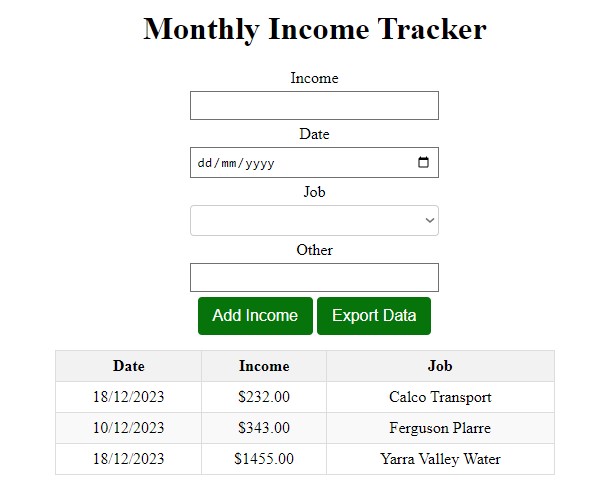 Monthly Income Tracker
Income
Date
dd/mm/yyyy
Job
Other
Add Income Export Data
Date Income Job
18/12/2023 $232.00 Calco Transport
10/12/2023 $343.00 Ferguson Plarre
18/12/2023 $1455.00 Yarra Valley Water